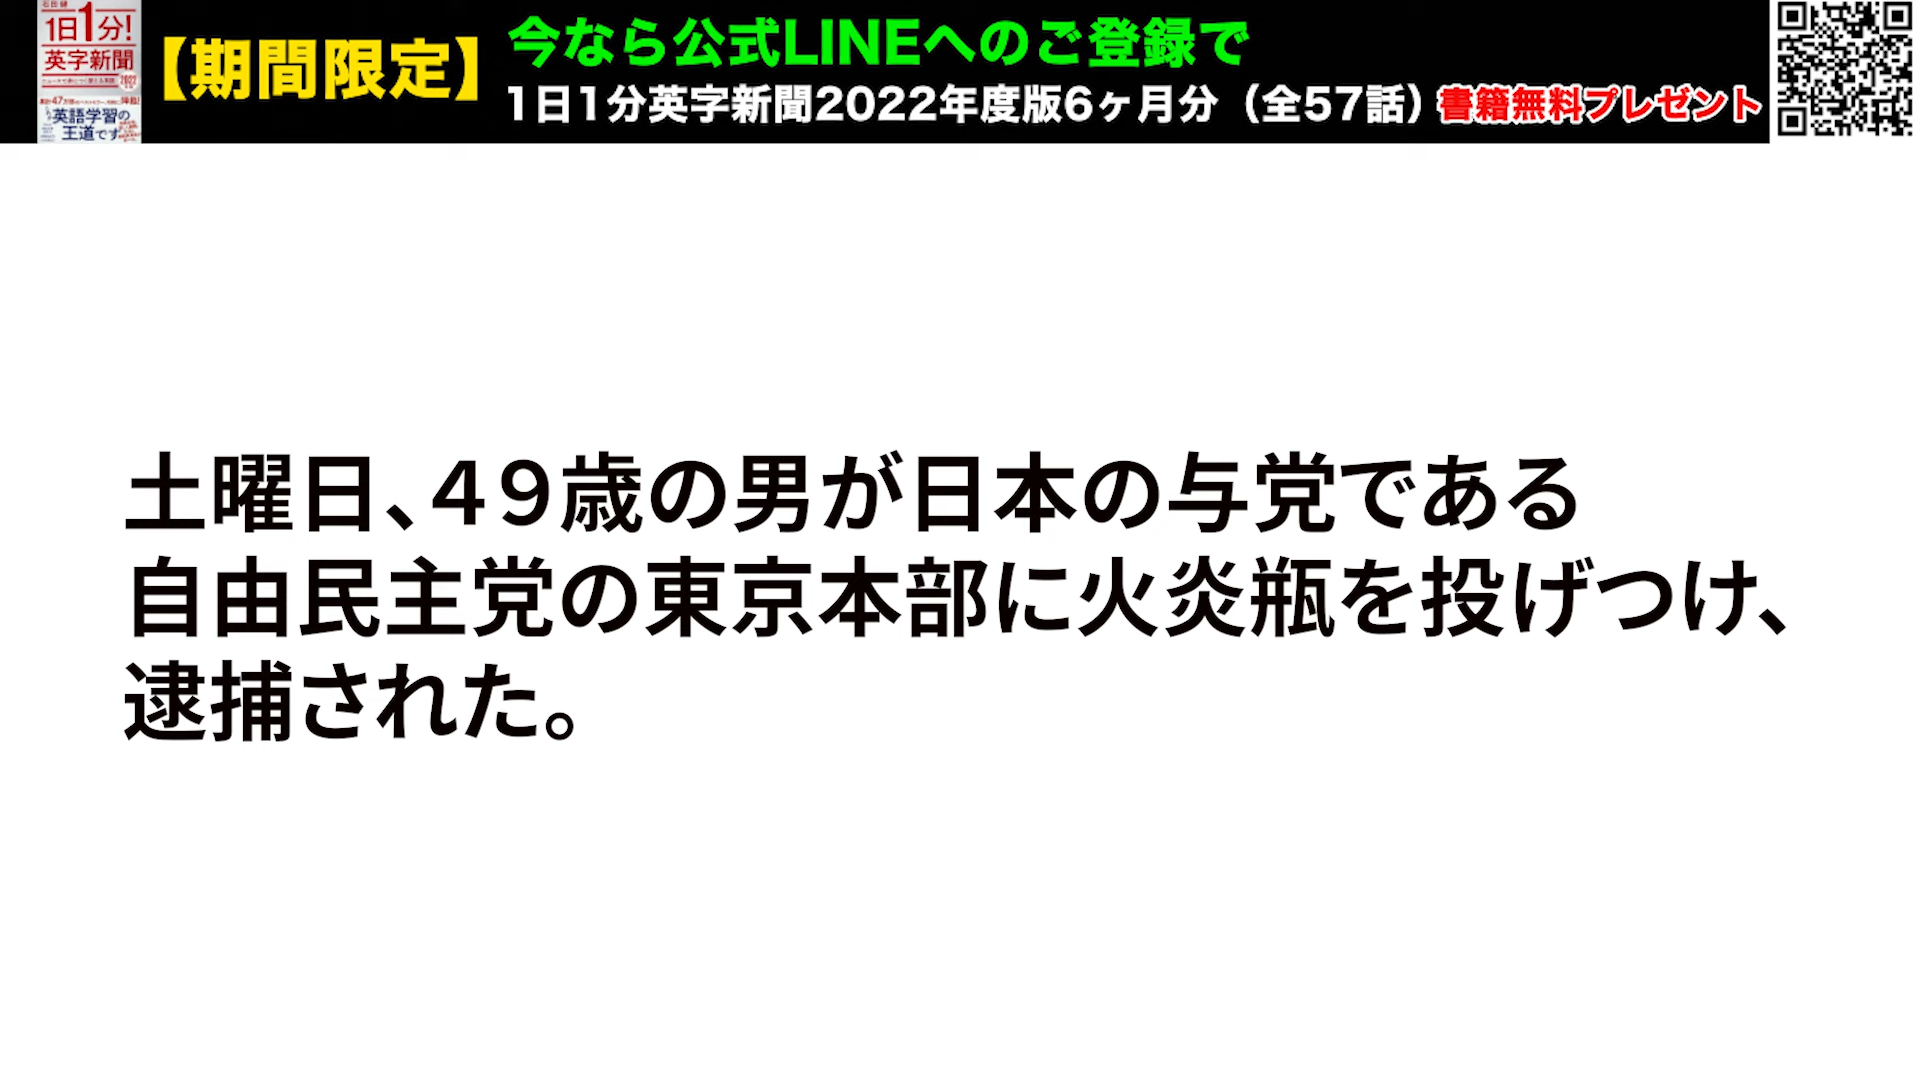 石田 健
1日1分!
英字新聞
2022
英語学習の
王道です
【期間限定】
今なら公式LINEへのご登録で
1日1分英字新聞2022年度版6ヶ月分（全57話）書籍無料プレゼント
土曜日、４９歳の男が日本の与党である
自由民主党の東京本部に火炎瓶を投げつけ、
逮捕された。